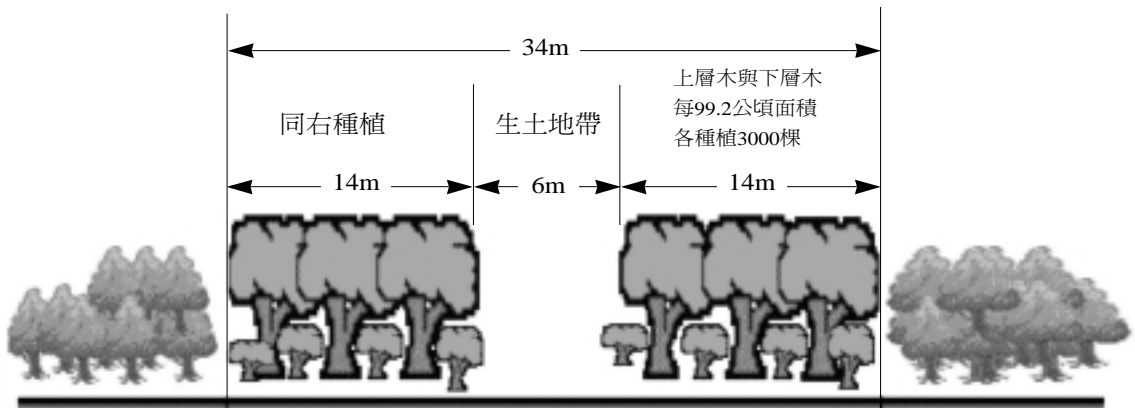 34m
上層木與下層木
每99.2公頃面積
各種植3000棵
同右種植
生土地帶
14m
6m
14m